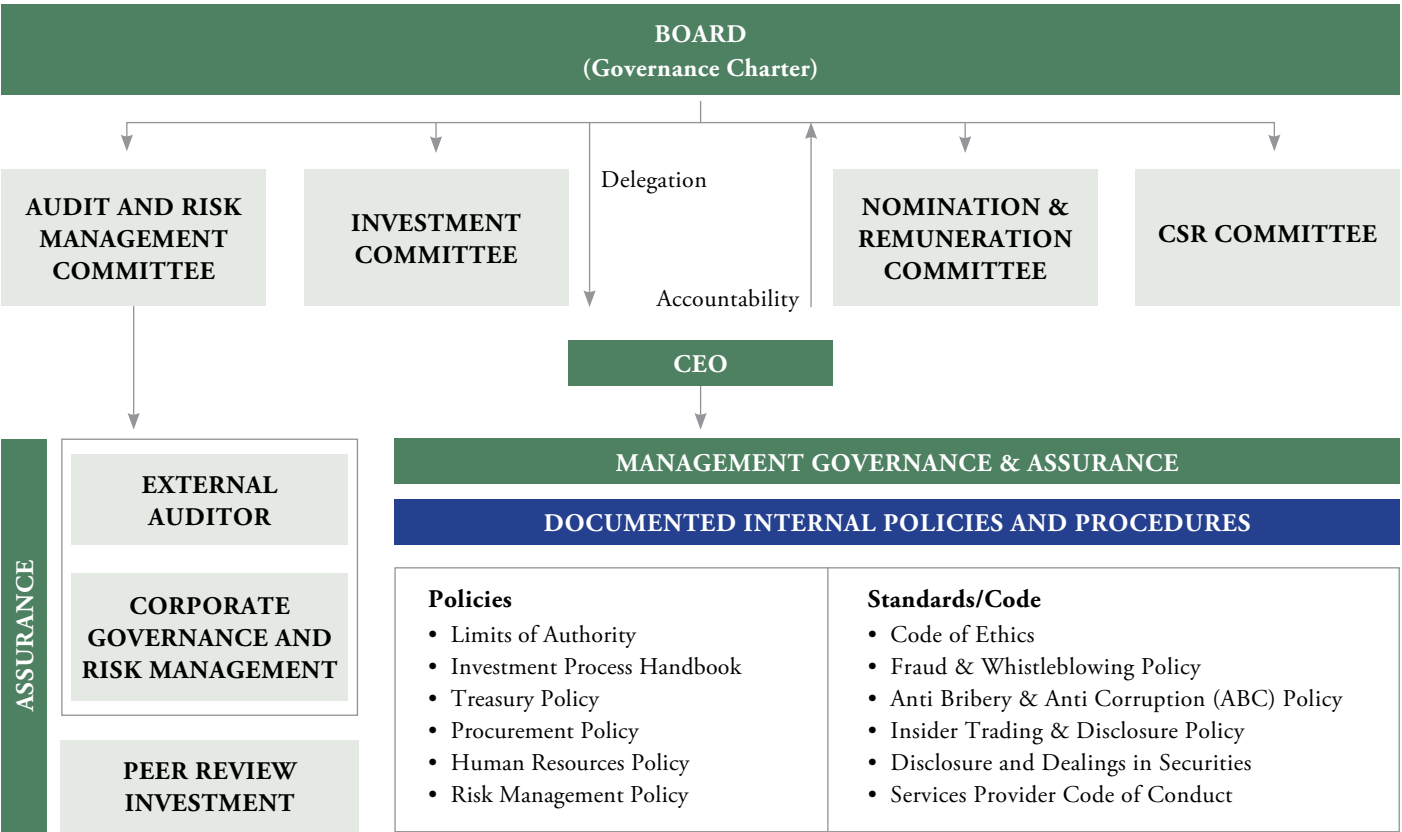 BOARD
(Governance Charter)
AUDIT AND RISK
MANAGEMENT
COMMITTEE
INVESTMENT
COMMITTEE
Delegation
Accountability
NOMINATION &
REMUNERATION
COMMITTEE
CSR COMMITTEE
CEO
ASSURANCE
EXTERNAL
AUDITOR
CORPORATE
GOVERNANCE AND
RISK MANAGEMENT
PEER REVIEW
INVESTMENT
MANAGEMENT GOVERNANCE & ASSURANCE
DOCUMENTED INTERNAL POLICIES AND PROCEDURES
Policies
• Limits of Authority
• Investment Process Handbook
• Treasury Policy
• Procurement Policy
• Human Resources Policy
• Risk Management Policy
Standards/Code
• Code of Ethics
• Fraud & Whistleblowing Policy
• Anti Bribery & Anti Corruption (ABC) Policy
• Insider Trading & Disclosure Policy
• Disclosure and Dealings in Securities
• Services Provider Code of Conduct